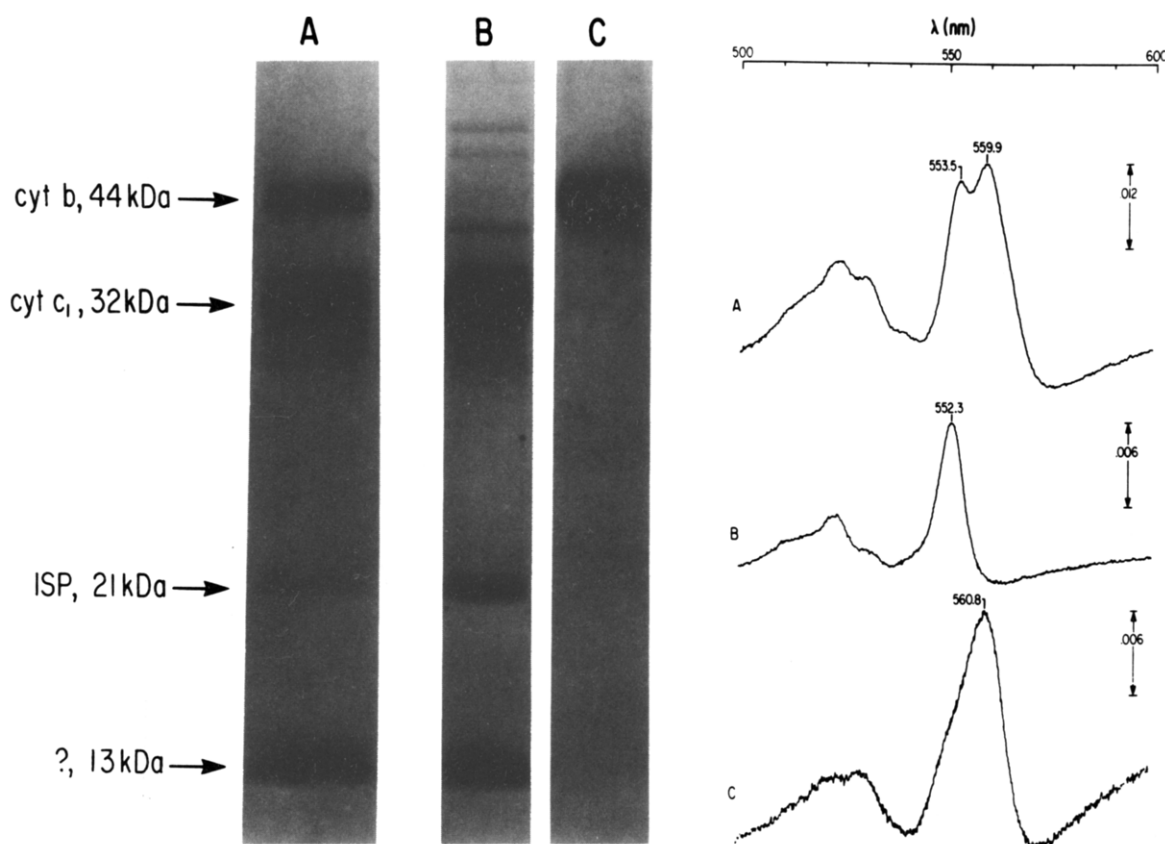 A
B
C
cyt b, 44 kDa
cyt c₁, 32 kDa
ISP, 21 kDa
?, 13 kDa
λ (nm)
500
550
600
553.5
559.9
.012
A
552.3
.006
B
560.8
.006
C